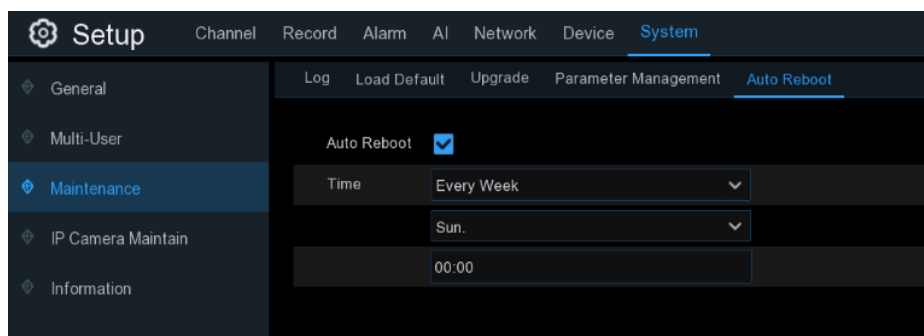 Setup Channel Record Alarm AI Network Device System
Log Load Default Upgrade Parameter Management Auto Reboot
General
Multi-User
Maintenance
IP Camera Maintain
Information
Auto Reboot
Time Every Week
Sun.
00:00